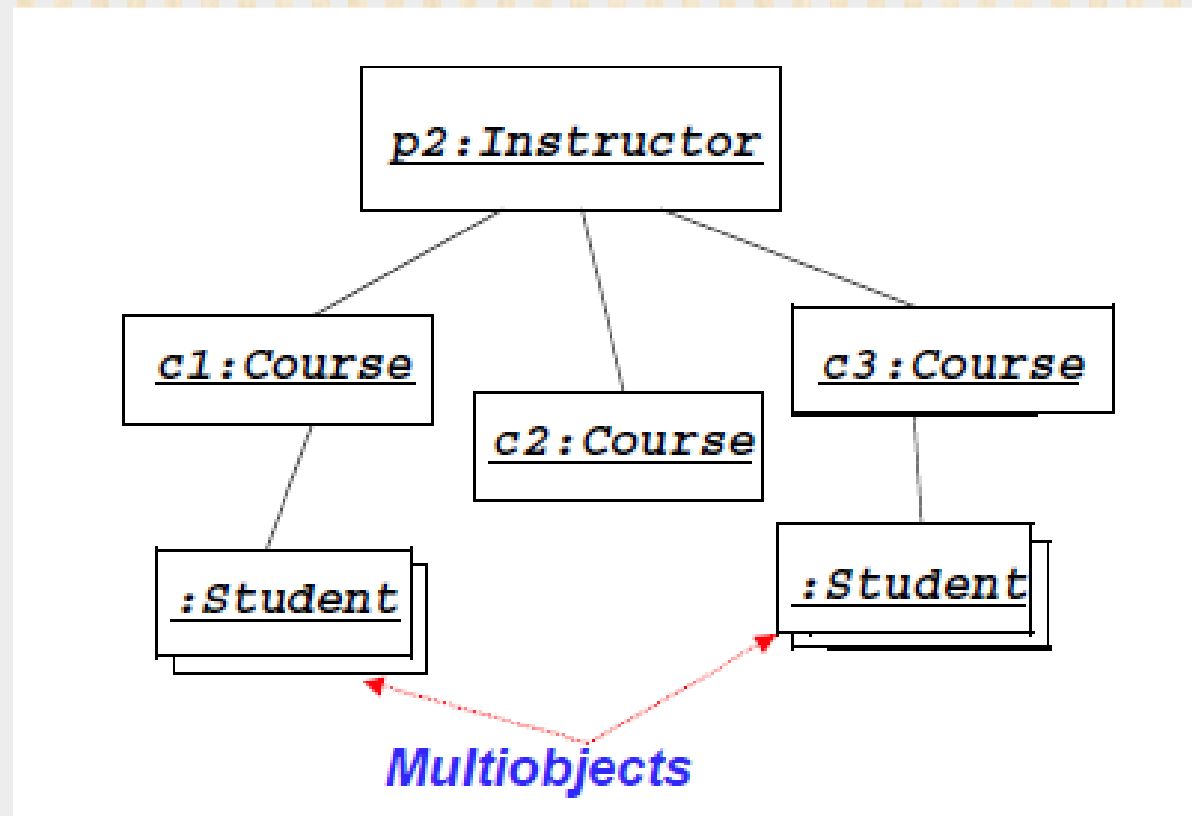 p2:Instructor
c1:Course
c3:Course
c2:Course
:Student
:Student
Multiobjects